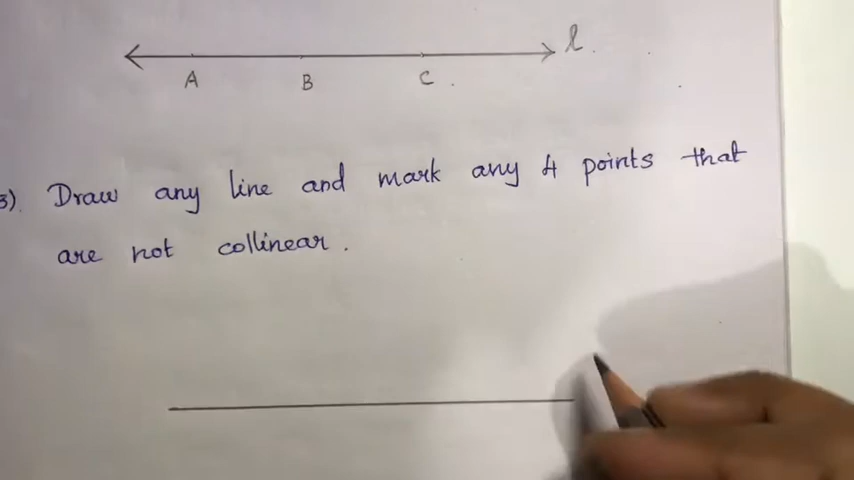 l.
A B C.
3). Draw any line and mark any 4 points that
are not collinear.